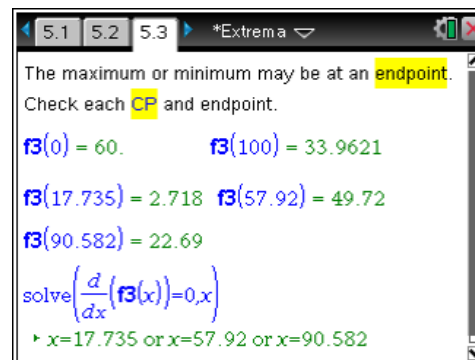 5.1 5.2 5.3 *Extrema
The maximum or minimum may be at an endpoint.
Check each CP and endpoint.
f3(0) = 60. f3(100) = 33.9621
f3(17.735) = 2.718 f3(57.92) = 49.72
f3(90.582) = 22.69
solve(d/dx(f3(x))=0,x)
▸ x=17.735 or x=57.92 or x=90.582